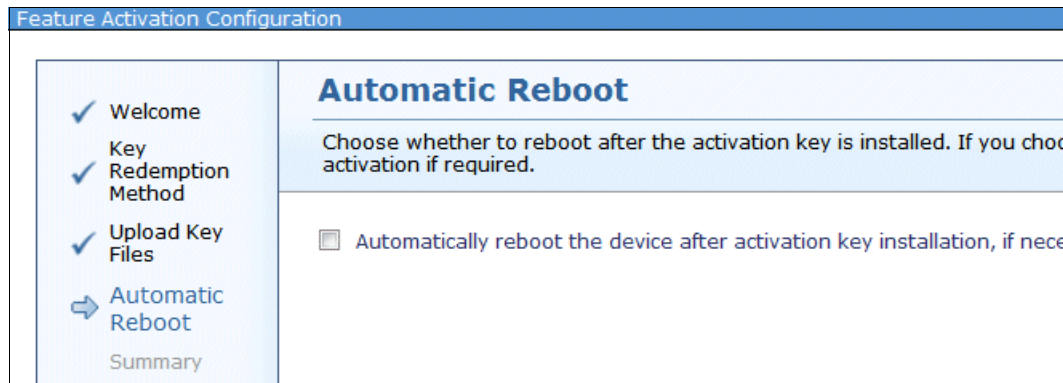 Feature Activation Configuration
Welcome
Key
Redemption
Method
Upload Key
Files
Automatic
Reboot
Summary
Automatic Reboot
Choose whether to reboot after the activation key is installed. If you
activation if required.
Automatically reboot the device after activation key installation, if